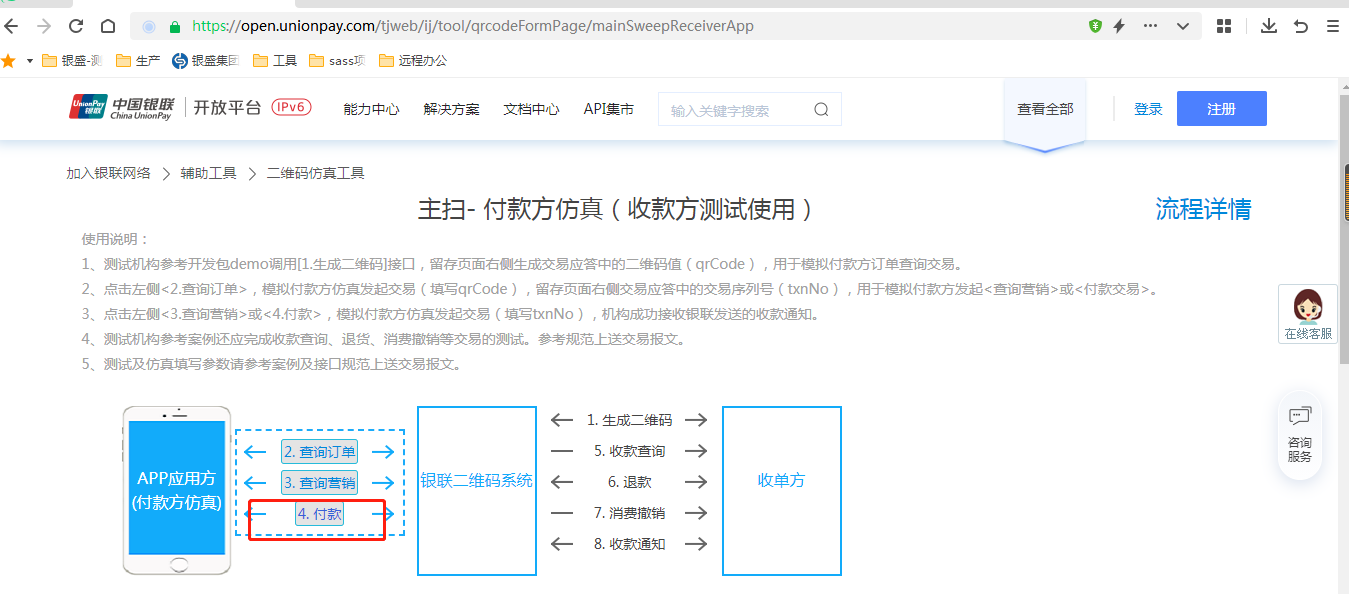 https://open.unionpay.com/tjweb/ij/tool/qrcodeFormPage/mainSweepReceiverApp
银盛-测 生产 银盛集团 工具 sass项 远程办公
UnionPay 银联 中国银联 China UnionPay 开放平台 IPv6 能力中心 解决方案 文档中心 API集市 输入关键字搜索 查看全部 登录 注册
加入银联网络 > 辅助工具 > 二维码仿真工具
主扫- 付款方仿真（收款方测试使用） 流程详情
使用说明：
1、测试机构参考开发包demo调用[1.生成二维码]接口，留存页面右侧生成交易应答中的二维码值（qrCode），用于模拟付款方订单查询交易。
2、点击左侧<2.查询订单>，模拟付款方仿真发起交易（填写qrCode），留存页面右侧交易应答中的交易序列号（txnNo），用于模拟付款方发起<查询营销>或<付款交易>。
3、点击左侧<3.查询营销>或<4.付款>，模拟付款方仿真发起交易（填写txnNo），机构成功接收银联发送的收款通知。
4、测试机构参考案例还应完成收款查询、退货、消费撤销等交易的测试。参考规范上送交易报文。
5、测试及仿真填写参数请参考案例及接口规范上送交易报文。
在线客服
咨询
服务
APP应用方
(付款方仿真)
2. 查询订单
3. 查询营销
4. 付款
银联二维码系统
1. 生成二维码
5. 收款查询
6. 退款
7. 消费撤销
8. 收款通知
收单方